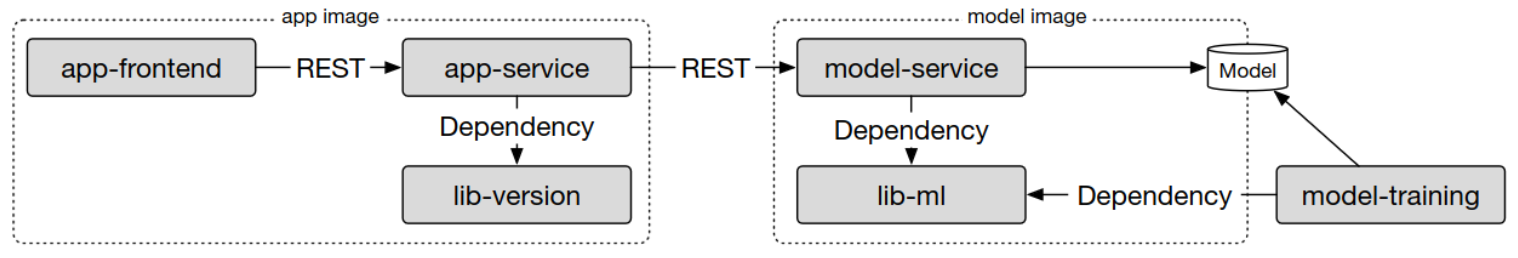 app image
model image
app-frontend
REST
app-service
REST
model-service
Model
Dependency
Dependency
lib-version
lib-ml
Dependency
model-training